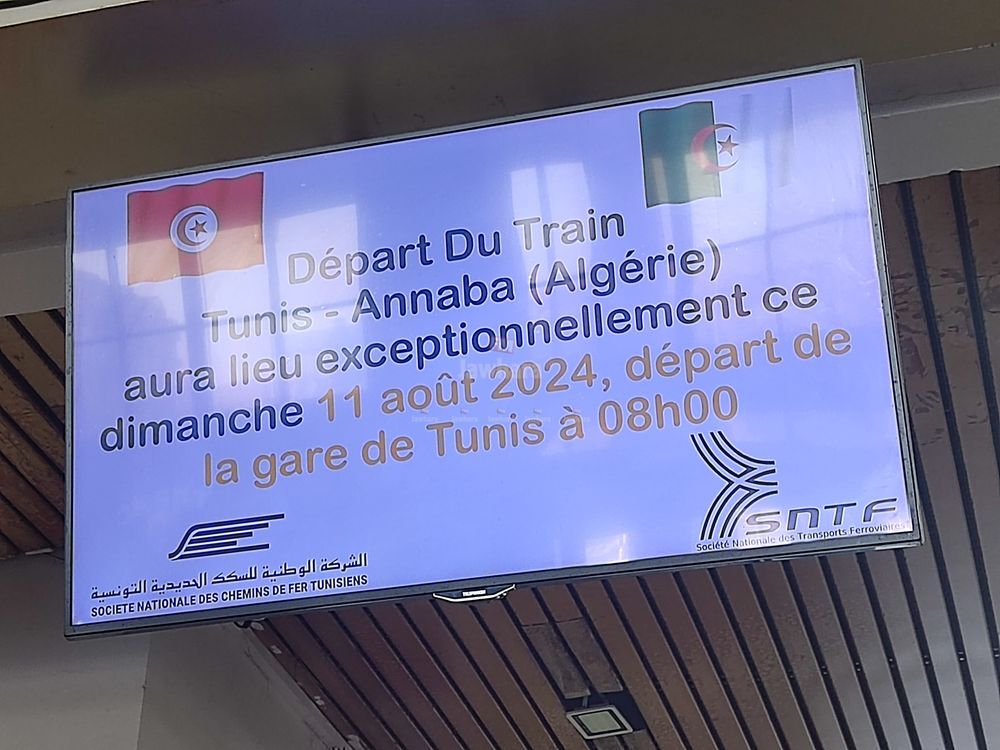 Départ Du Train
Tunis - Annaba (Algérie)
aura lieu exceptionnellement ce
dimanche 11 août 2024, départ de
la gare de Tunis à 08h00
الشركة الوطنية للسكك الحديدية التونسية
SOCIETE NATIONALE DES CHEMINS DE FER TUNISIENS
SNTF
Société Nationale des Transports Ferroviaires
TELEFUNKEN